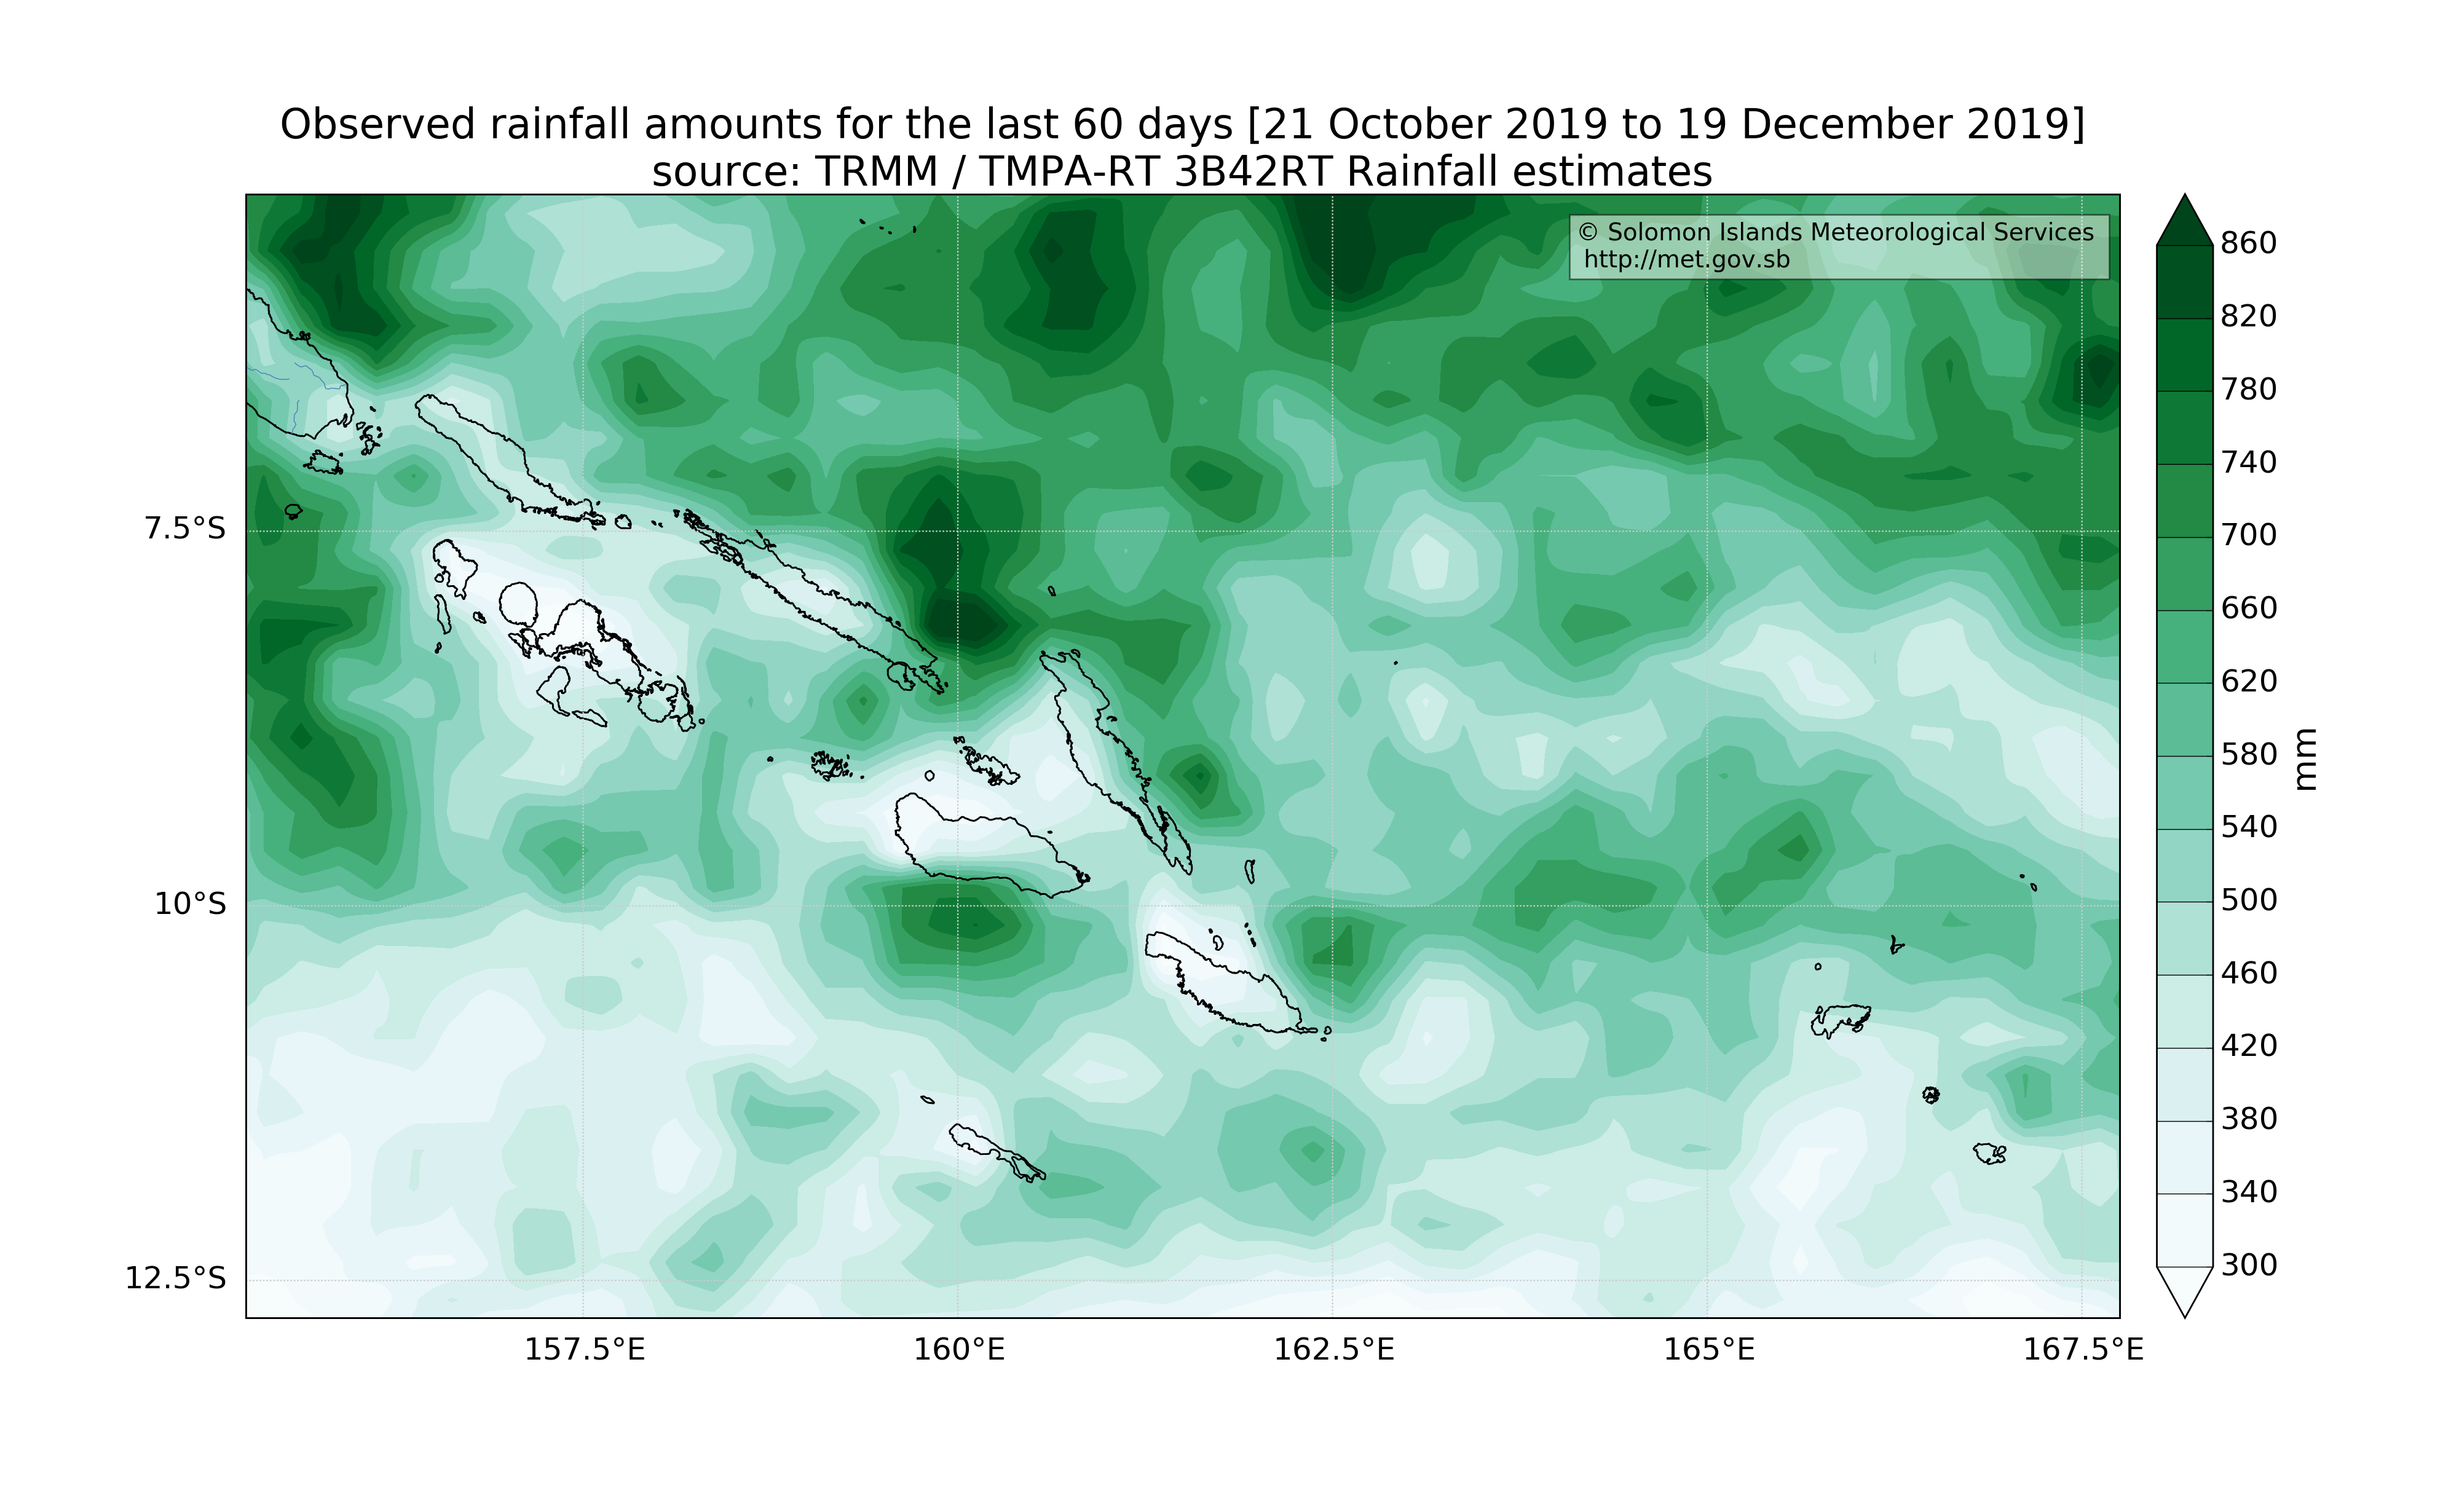 Observed rainfall amounts for the last 60 days [21 October 2019 to 19 December 2019]
source: TRMM / TMPA-RT 3B42RT Rainfall estimates
© Solomon Islands Meteorological Services
http://met.gov.sb
7.5°S
10°S
12.5°S
157.5°E
160°E
162.5°E
165°E
167.5°E
860
820
780
740
700
660
620
580
540
500
460
420
380
340
300
mm